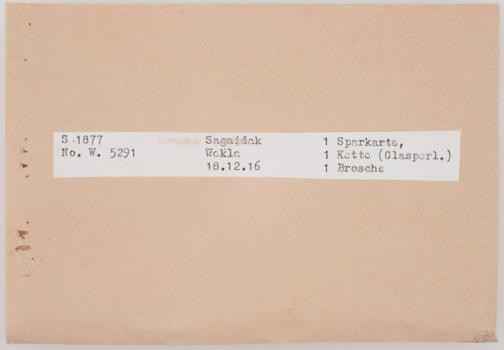 S 1877 Sagaidak 1 Sparkarte,
No. W. 5291 Wokla 1 Kette (Glasperl.)
18.12.16 1 Brosche